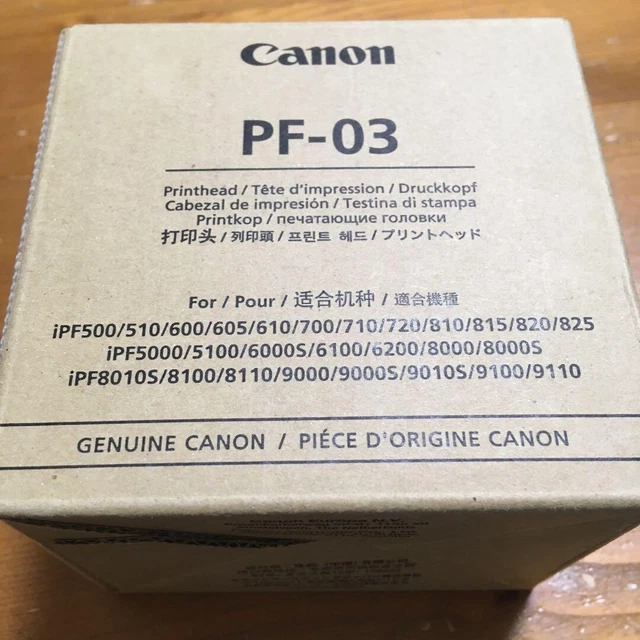 Canon
PF-03
Printhead / Tête d'impression / Druckkopf
Cabezal de impresión / Testina di stampa
Printkop / печатающие головки
打印头 / 列印頭 / 프린트 헤드 / プリントヘッド
For / Pour / 适合机种 / 適合機種
iPF500/510/600/605/610/700/710/720/810/815/820/825
iPF5000/5100/6000S/6100/6200/8000/8000S
iPF8010S/8100/8110/9000/9000S/9010S/9100/9110
GENUINE CANON / PIÉCE D'ORIGINE CANON
Canon Europa N.V.